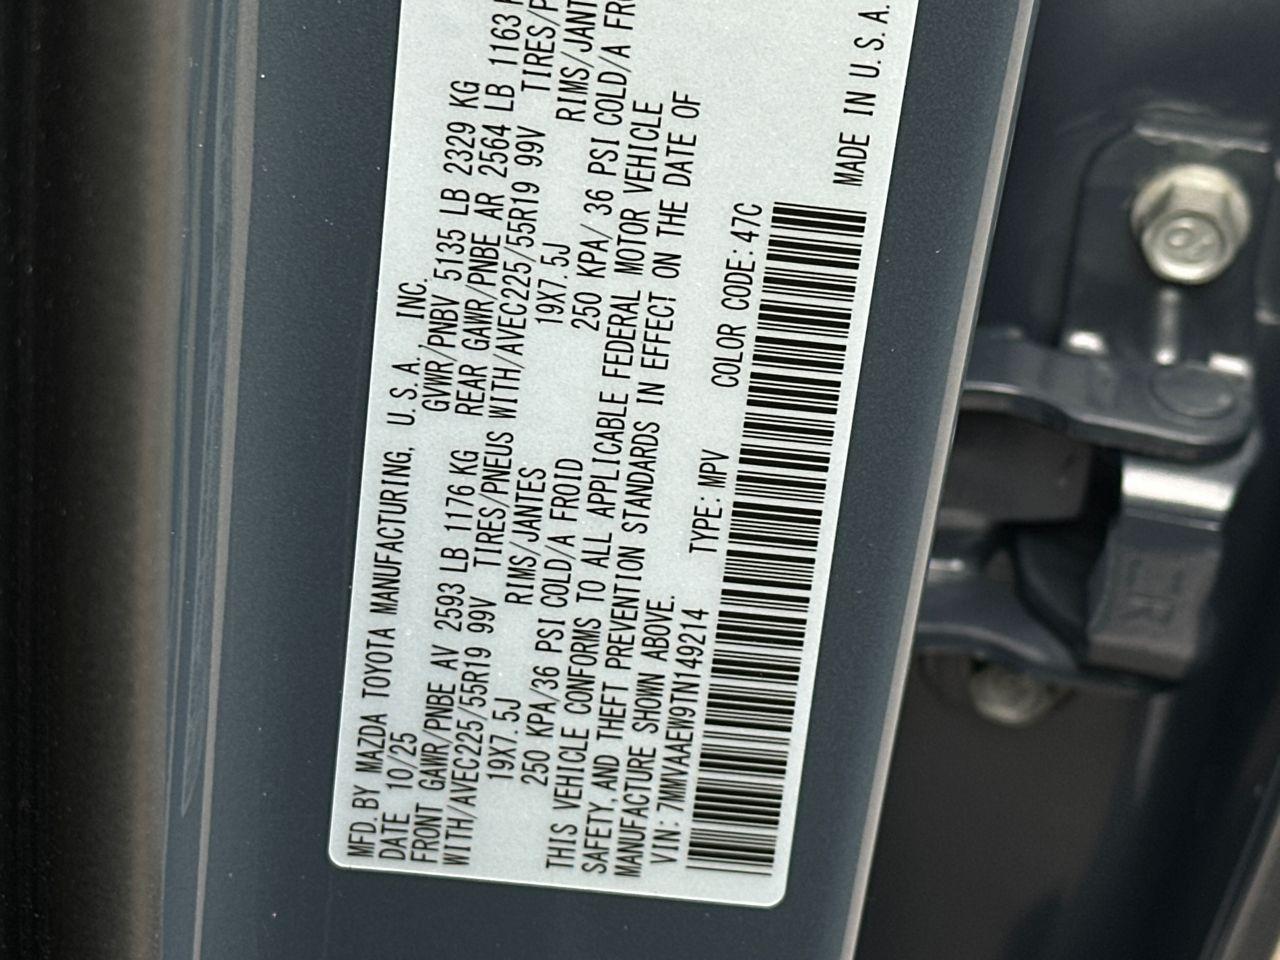 MFD. BY MAZDA TOYOTA MANUFACTURING, U. S. A. , INC.
DATE 10/25 GVWR/PNBV 5135 LB 2329 KG
FRONT GAWR/PNBE AV 2593 LB 1176 KG REAR GAWR/PNBE AR 2564 LB 1163
WITH/AVEC225/55R19 99V TIRES/PNEUS WITH/AVEC225/55R19 99V
19X7. 5J RIMS/JANTES 19X7. 5J
250 KPA/36 PSI COLD/A FROID 250 KPA/ 36 PSI COLD/A
THIS VEHICLE CONFORMS TO ALL APPLICABLE FEDERAL MOTOR VEHICLE
SAFETY, AND THEFT PREVENTION STANDARDS IN EFFECT ON THE DATE OF
MANUFACTURE SHOWN ABOVE.
VIN: 7MMVAAEW9TN149214 TYPE: MPV COLOR CODE: 47C
MADE IN U. S. A.
8